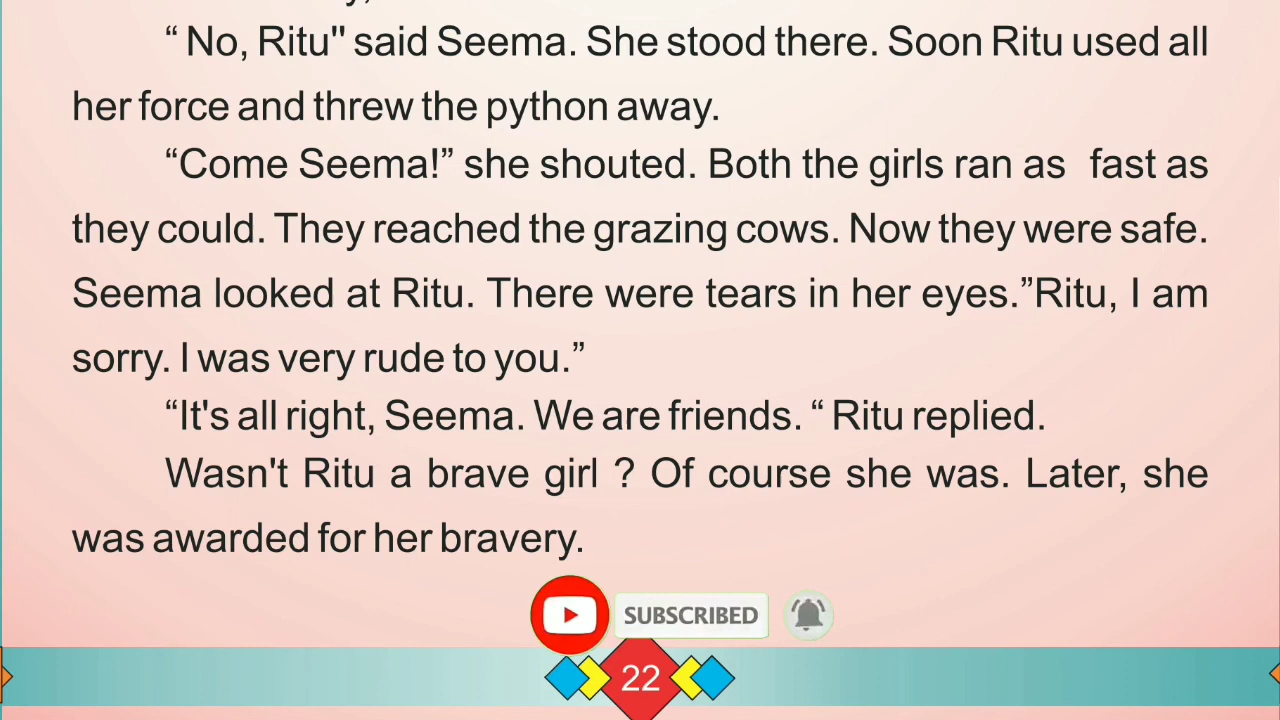 “ No, Ritu" said Seema. She stood there. Soon Ritu used all
her force and threw the python away.
“Come Seema!” she shouted. Both the girls ran as fast as
they could. They reached the grazing cows. Now they were safe.
Seema looked at Ritu. There were tears in her eyes.”Ritu, I am
sorry. I was very rude to you.”
“It's all right, Seema. We are friends. “ Ritu replied.
Wasn't Ritu a brave girl ? Of course she was. Later, she
was awarded for her bravery.
SUBSCRIBED
22